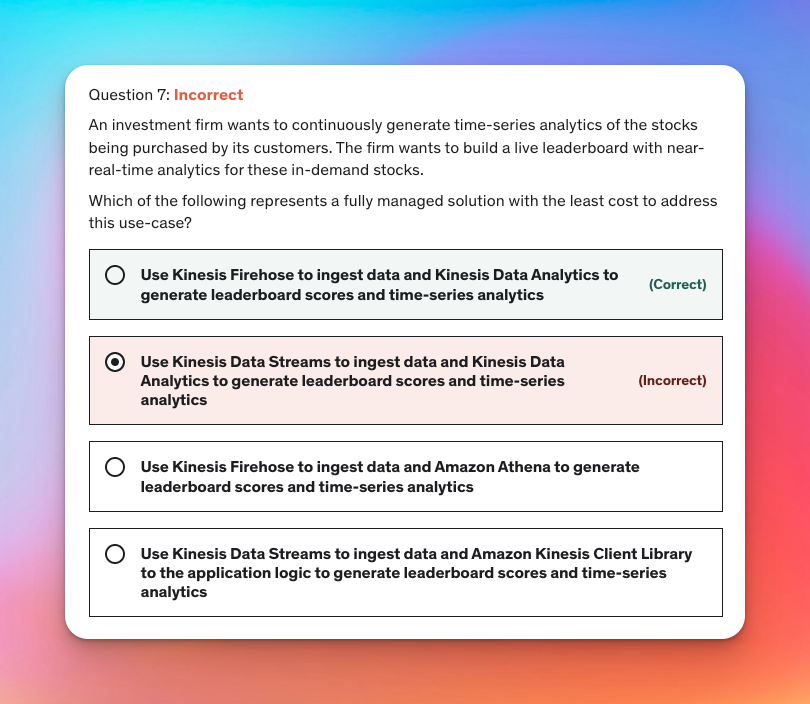 Question 7: Incorrect
An investment firm wants to continuously generate time-series analytics of the stocks
being purchased by its customers. The firm wants to build a live leaderboard with near-
real-time analytics for these in-demand stocks.
Which of the following represents a fully managed solution with the least cost to address
this use-case?
Use Kinesis Firehose to ingest data and Kinesis Data Analytics to
generate leaderboard scores and time-series analytics
(Correct)
Use Kinesis Data Streams to ingest data and Kinesis Data
Analytics to generate leaderboard scores and time-series
analytics
(Incorrect)
Use Kinesis Firehose to ingest data and Amazon Athena to generate
leaderboard scores and time-series analytics
Use Kinesis Data Streams to ingest data and Amazon Kinesis Client Library
to the application logic to generate leaderboard scores and time-series
analytics